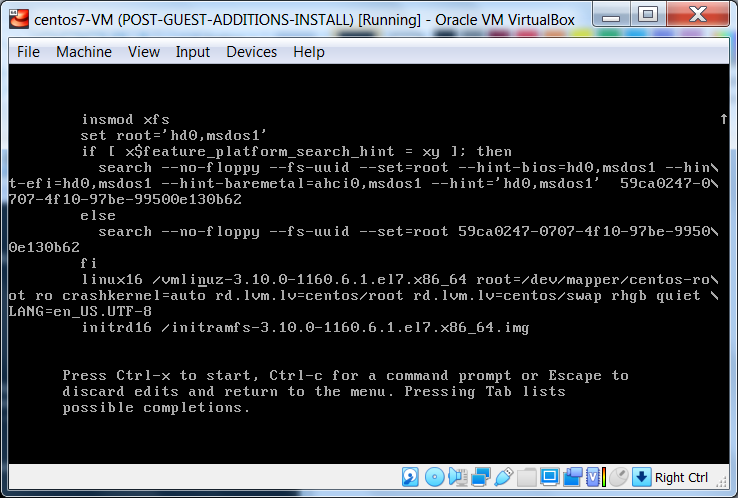 centos7-VM (POST-GUEST-ADDITIONS-INSTALL) [Running] - Oracle VM VirtualBox
File Machine View Input Devices Help
insmod xfs
set root='hd0,msdos1'
if [ x$feature_platform_search_hint = xy ]; then
search --no-floppy --fs-uuid --set=root --hint-bios=hd0,msdos1 --hin\
t-efi=hd0,msdos1 --hint-baremetal=ahci0,msdos1 --hint='hd0,msdos1'  59ca0247-0\
707-4f10-97be-99500e130b62
else
search --no-floppy --fs-uuid --set=root 59ca0247-0707-4f10-97be-9950\
0e130b62
fi
linux16 /vmlinuz-3.10.0-1160.6.1.el7.x86_64 root=/dev/mapper/centos-ro\
ot ro crashkernel=auto rd.lvm.lv=centos/root rd.lvm.lv=centos/swap rhgb quiet \
LANG=en_US.UTF-8
initrd16 /initramfs-3.10.0-1160.6.1.el7.x86_64.img
Press Ctrl-x to start, Ctrl-c for a command prompt or Escape to
discard edits and return to the menu. Pressing Tab lists
possible completions.
Right Ctrl